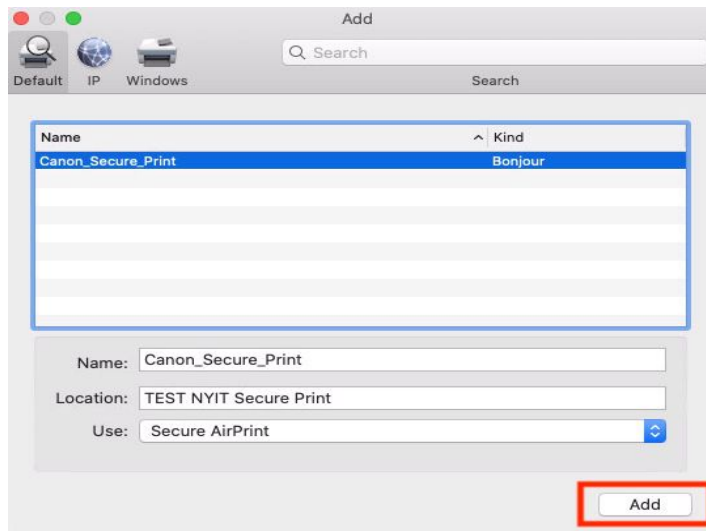 Add
Search
Default IP Windows Search
Name Kind
Canon_Secure_Print Bonjour
Name: Canon_Secure_Print
Location: TEST NYIT Secure Print
Use: Secure AirPrint
Add